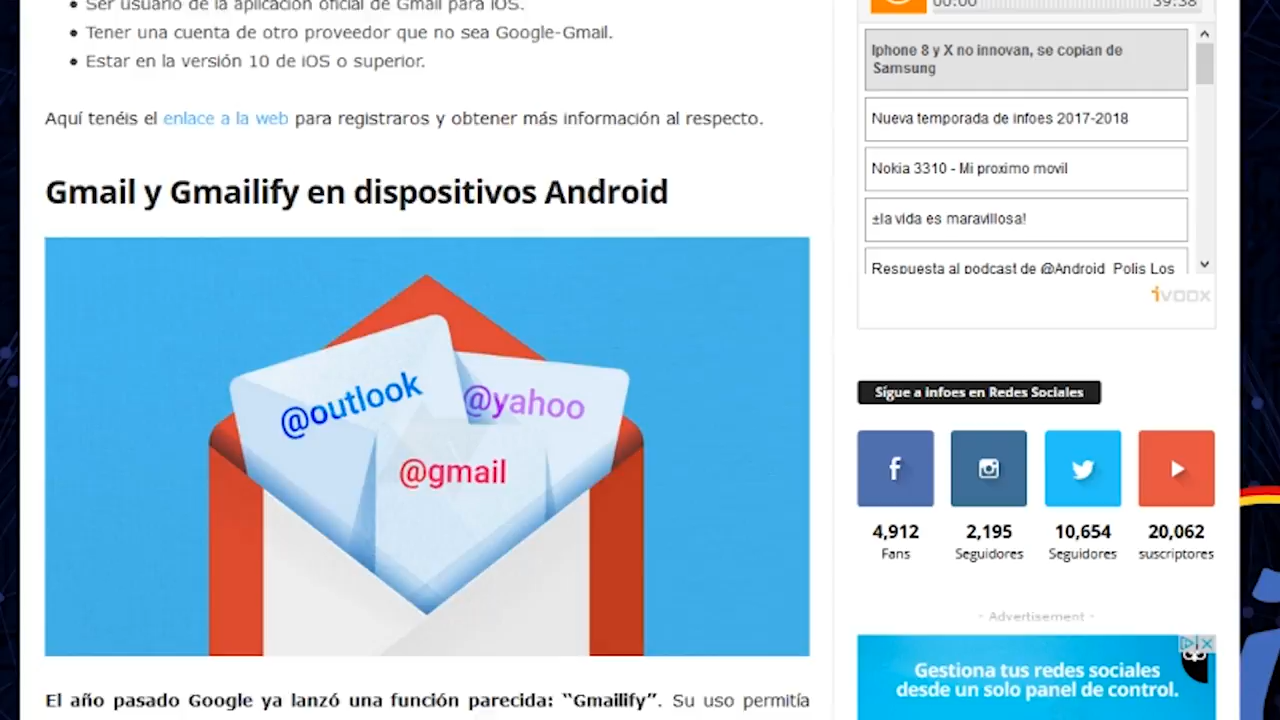 Ser usuario de la aplicación oficial de Gmail para iOS.
Tener una cuenta de otro proveedor que no sea Google-Gmail.
Estar en la versión 10 de iOS o superior.
Aquí tenéis el enlace a la web para registraros y obtener más información al respecto.
Gmail y Gmailify en dispositivos Android
@outlook
@yahoo
@gmail
El año pasado Google ya lanzó una función parecida: “Gmailify”. Su uso permitía
00:00
39:38
Iphone 8 y X no innovan, se copian de
Samsung
Nueva temporada de infoes 2017-2018
Nokia 3310 - Mi proximo movil
±la vida es maravillosa!
Respuesta al podcast de @Android_Polis Los
ivoox
Sígue a infoes en Redes Sociales
4,912
Fans
2,195
Seguidores
10,654
Seguidores
20,062
suscriptores
- Advertisement -
Gestiona tus redes sociales
desde un solo panel de control.